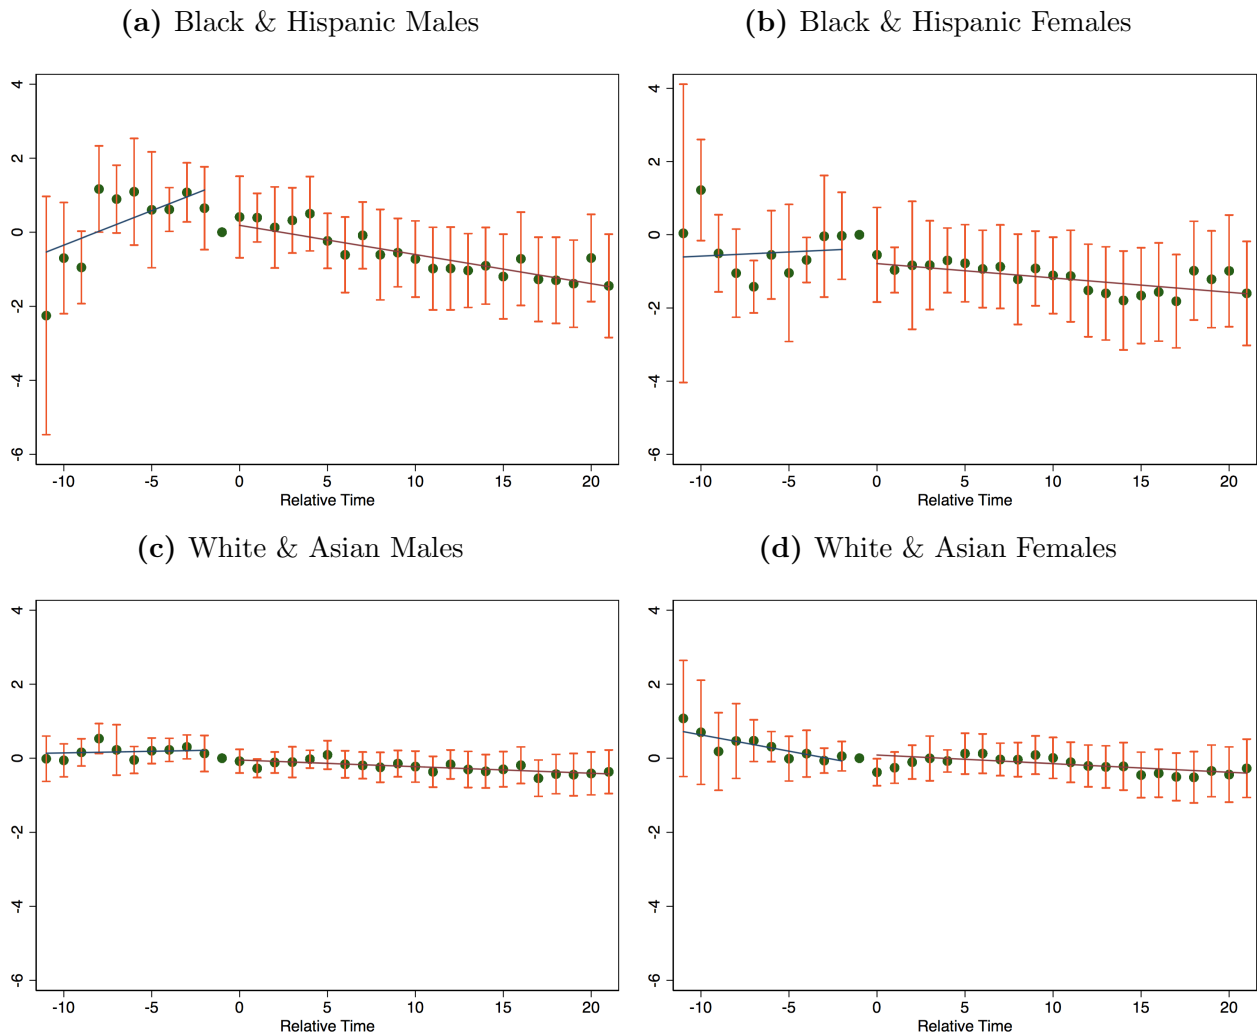 (a) Black & Hispanic Males
(b) Black & Hispanic Females
4
2
0
-2
-4
-6
-10 -5 0 5 10 15 20
Relative Time
4
2
0
-2
-4
-6
-10 -5 0 5 10 15 20
Relative Time
(c) White & Asian Males
(d) White & Asian Females
4
2
0
-2
-4
-6
-10 -5 0 5 10 15 20
Relative Time
4
2
0
-2
-4
-6
-10 -5 0 5 10 15 20
Relative Time